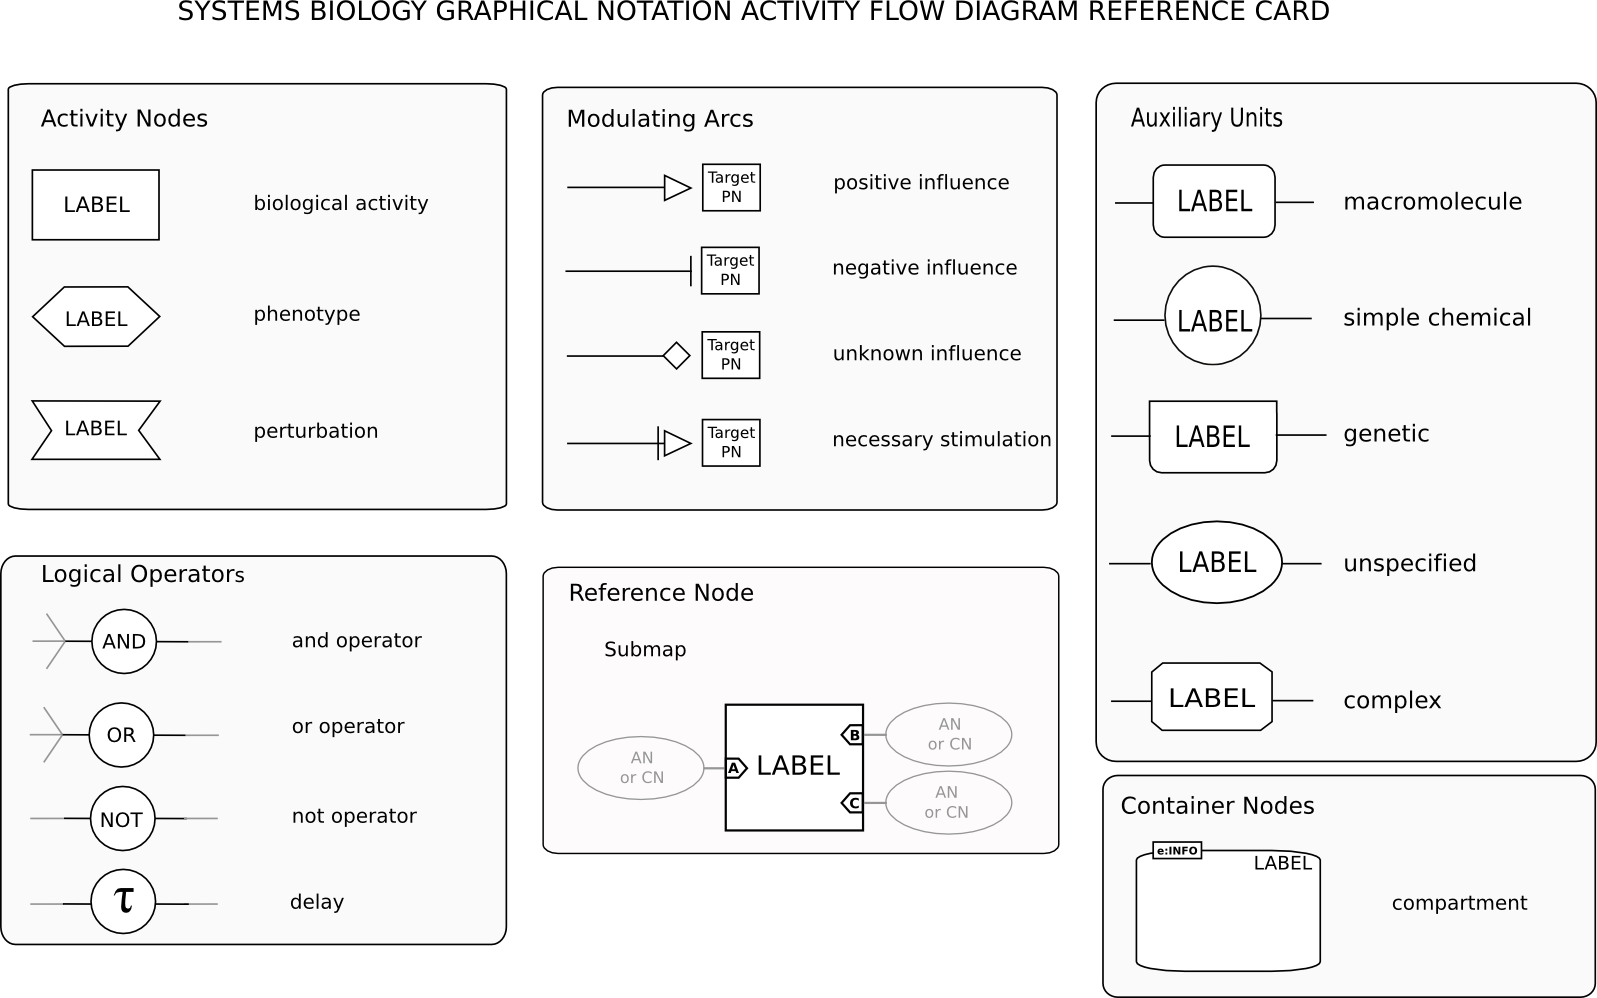 SYSTEMS BIOLOGY GRAPHICAL NOTATION ACTIVITY FLOW DIAGRAM REFERENCE CARD
Activity Nodes
LABEL biological activity
LABEL phenotype
LABEL perturbation
Modulating Arcs
Target
PN
positive influence
Target
PN
negative influence
Target
PN
unknown influence
Target
PN
necessary stimulation
Auxiliary Units
LABEL macromolecule
LABEL simple chemical
LABEL genetic
LABEL unspecified
LABEL complex
Logical Operators
AND and operator
OR or operator
NOT not operator
τ delay
Reference Node
Submap
AN
or CN
A LABEL
B
AN
or CN
C
AN
or CN
Container Nodes
e:INFO
LABEL
compartment